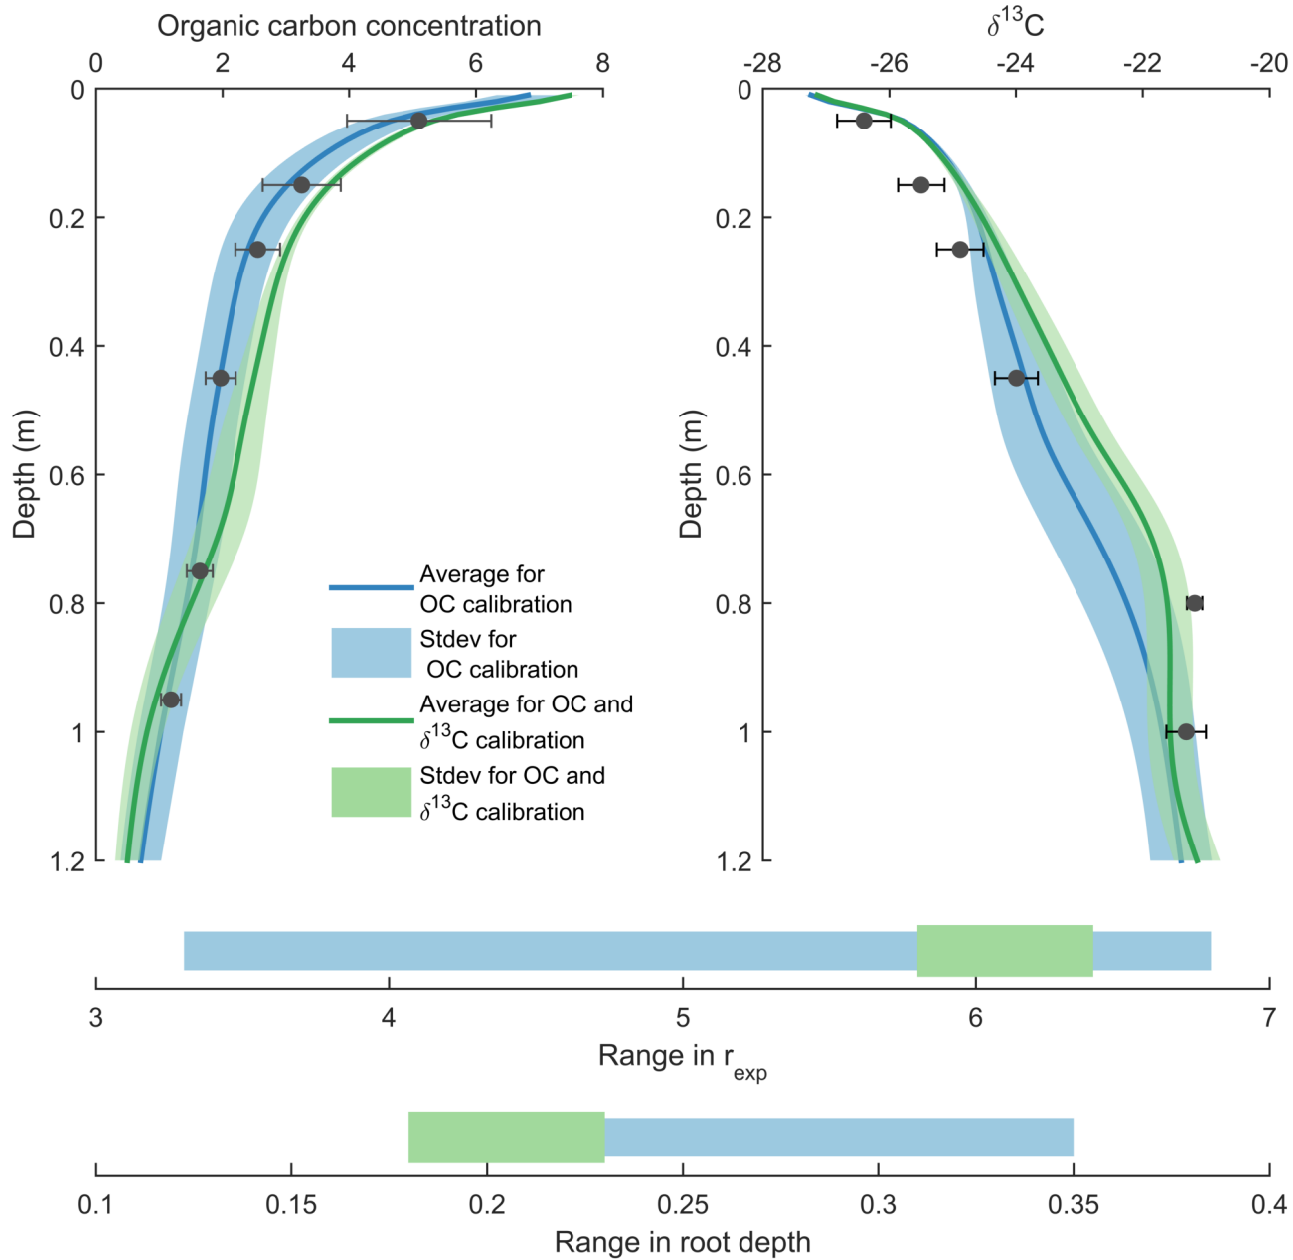 Organic carbon concentration
0 2 4 6 8
0
0.2
0.4
0.6
0.8
1
1.2
Depth (m)
Average for
OC calibration
Stdev for
OC calibration
Average for OC and
δ¹³C calibration
Stdev for OC and
δ¹³C calibration
δ¹³C
-28 -26 -24 -22 -20
0
0.2
0.4
0.6
0.8
1
1.2
Depth (m)
3 4 5 6 7
Range in r_exp
0.1 0.15 0.2 0.25 0.3 0.35 0.4
Range in root depth